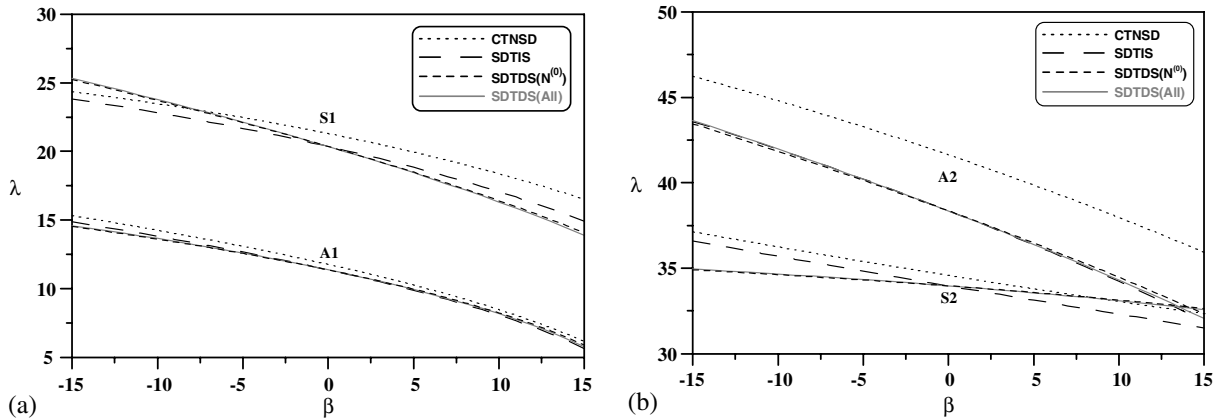 30
25
20
15
10
5
λ
-15
-10
-5
0
5
10
15
β
CTNSD
SDTIS
SDTDS(N⁽⁰⁾)
SDTDS(All)
S1
A1
(a)
50
45
40
35
30
λ
-15
-10
-5
0
5
10
15
β
CTNSD
SDTIS
SDTDS(N⁽⁰⁾)
SDTDS(All)
A2
S2
(b)